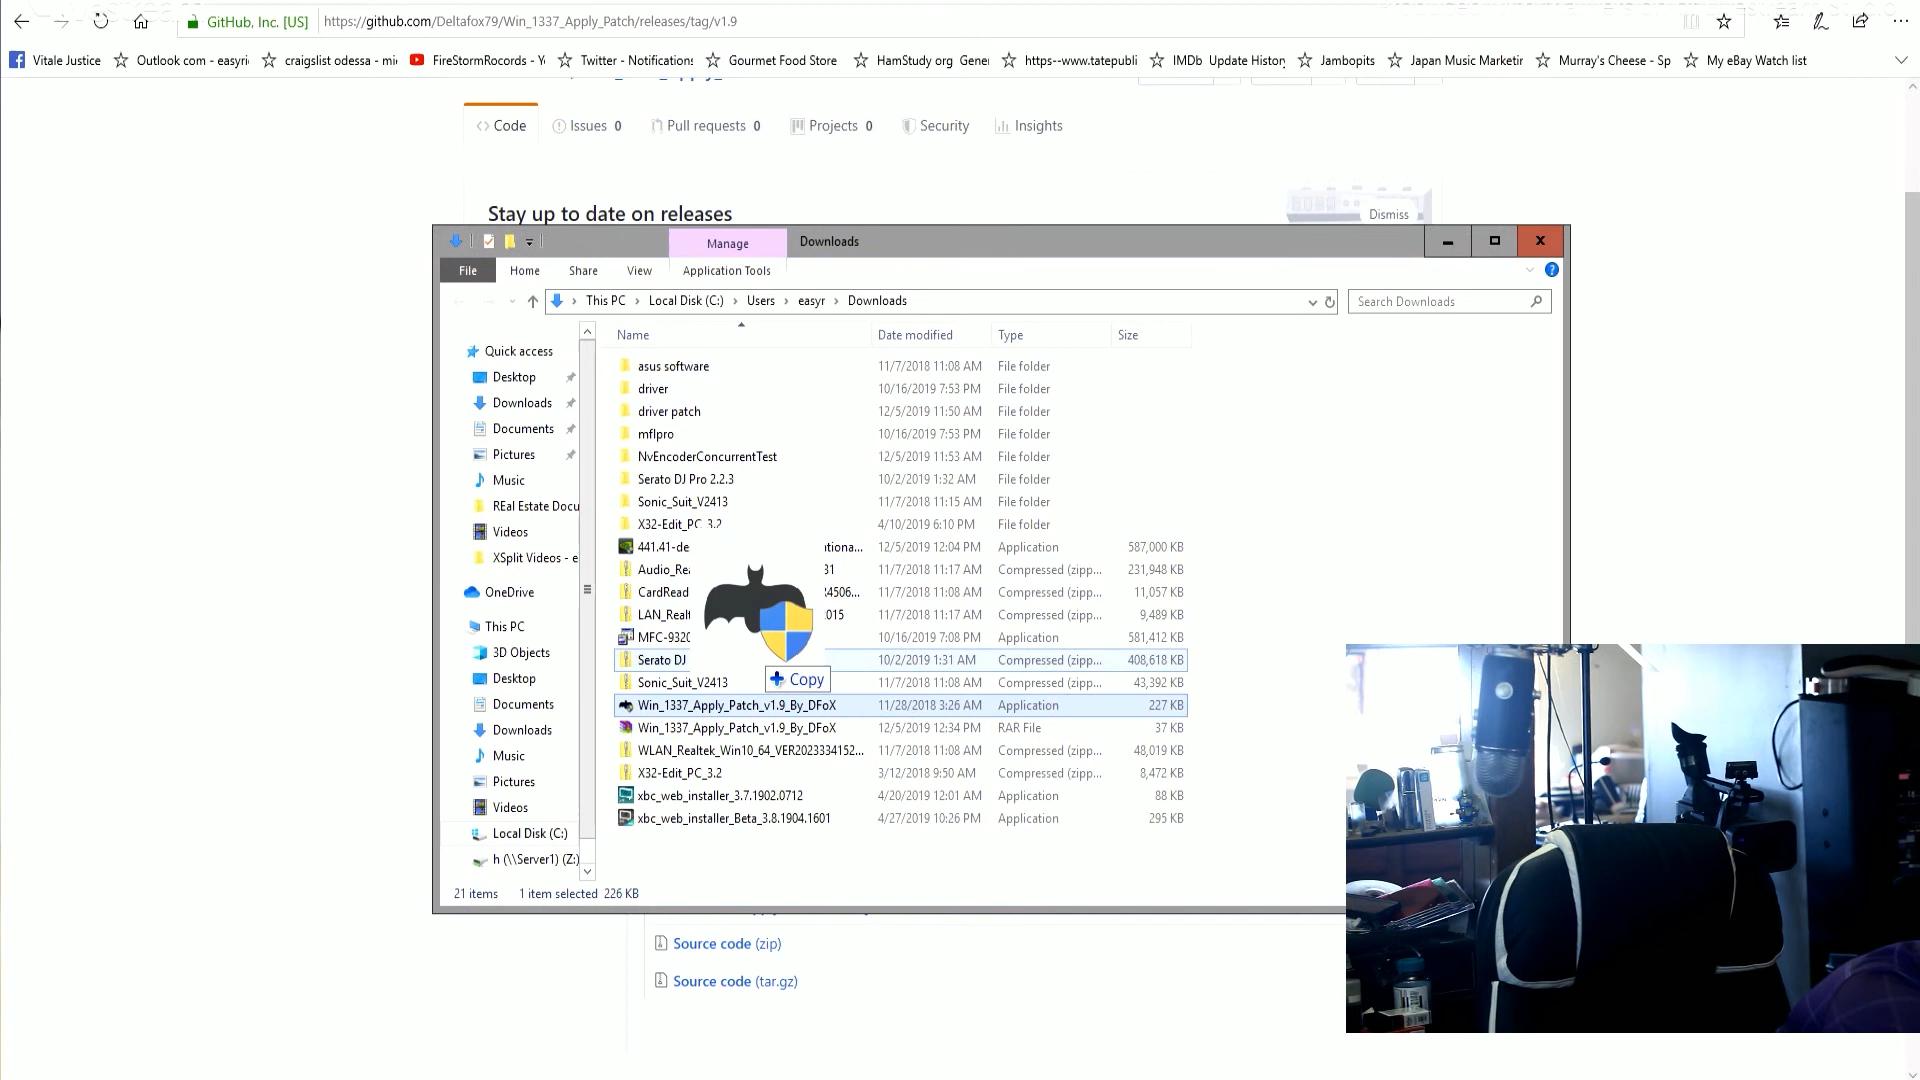 GitHub, Inc. [US]
https://github.com/Deltafox79/Win_1337_Apply_Patch/releases/tag/v1.9
Vitale Justice
Outlook com - easyri
craigslist odessa - mi
FireStormRocords - Y
Twitter - Notifications
Gourmet Food Store
HamStudy org Gener
https--www.tatepubli
IMDb Update History
Jambopits
Japan Music Marketin
Murray's Cheese - Sp
My eBay Watch list
Code
Issues 0
Pull requests 0
Projects 0
Security
Insights
Stay up to date on releases
Dismiss
Manage
Downloads
File
Home
Share
View
Application Tools
This PC > Local Disk (C:) > Users > easyr > Downloads
Search Downloads
Name
Date modified
Type
Size
Quick access
Desktop
Downloads
Documents
Pictures
Music
REal Estate Docu
Videos
XSplit Videos - e
OneDrive
This PC
3D Objects
Desktop
Documents
Downloads
Music
Pictures
Videos
Local Disk (C:)
h (\\Server1) (Z:)
asus software 11/7/2018 11:08 AM File folder
driver 10/16/2019 7:53 PM File folder
driver patch 12/5/2019 11:50 AM File folder
mflpro 10/16/2019 7:53 PM File folder
NvEncoderConcurrentTest 12/5/2019 11:53 AM File folder
Serato DJ Pro 2.2.3 10/2/2019 1:32 AM File folder
Sonic_Suit_V2413 11/7/2018 11:15 AM File folder
X32-Edit_PC_3.2 4/10/2019 6:10 PM File folder
441.41-de tiona... 12/5/2019 12:04 PM Application 587,000 KB
Audio_Rea 31 11/7/2018 11:17 AM Compressed (zipp... 231,948 KB
CardRead 24506... 11/7/2018 11:08 AM Compressed (zipp... 11,057 KB
LAN_Realt 015 11/7/2018 11:17 AM Compressed (zipp... 9,489 KB
MFC-9320 10/16/2019 7:08 PM Application 581,412 KB
Serato DJ 10/2/2019 1:31 AM Compressed (zipp... 408,618 KB
Copy
Sonic_Suit_V2413 11/7/2018 11:08 AM Compressed (zipp... 43,392 KB
Win_1337_Apply_Patch_v1.9_By_DFoX 11/28/2018 3:26 AM Application 227 KB
Win_1337_Apply_Patch_v1.9_By_DFoX 12/5/2019 12:34 PM RAR File 37 KB
WLAN_Realtek_Win10_64_VER2023334152... 11/7/2018 11:08 AM Compressed (zipp... 48,019 KB
X32-Edit_PC_3.2 3/12/2018 9:50 AM Compressed (zipp... 8,472 KB
xbc_web_installer_3.7.1902.0712 4/20/2019 12:01 AM Application 88 KB
xbc_web_installer_Beta_3.8.1904.1601 4/27/2019 10:26 PM Application 295 KB
21 items 1 item selected 226 KB
Source code (zip)
Source code (tar.gz)